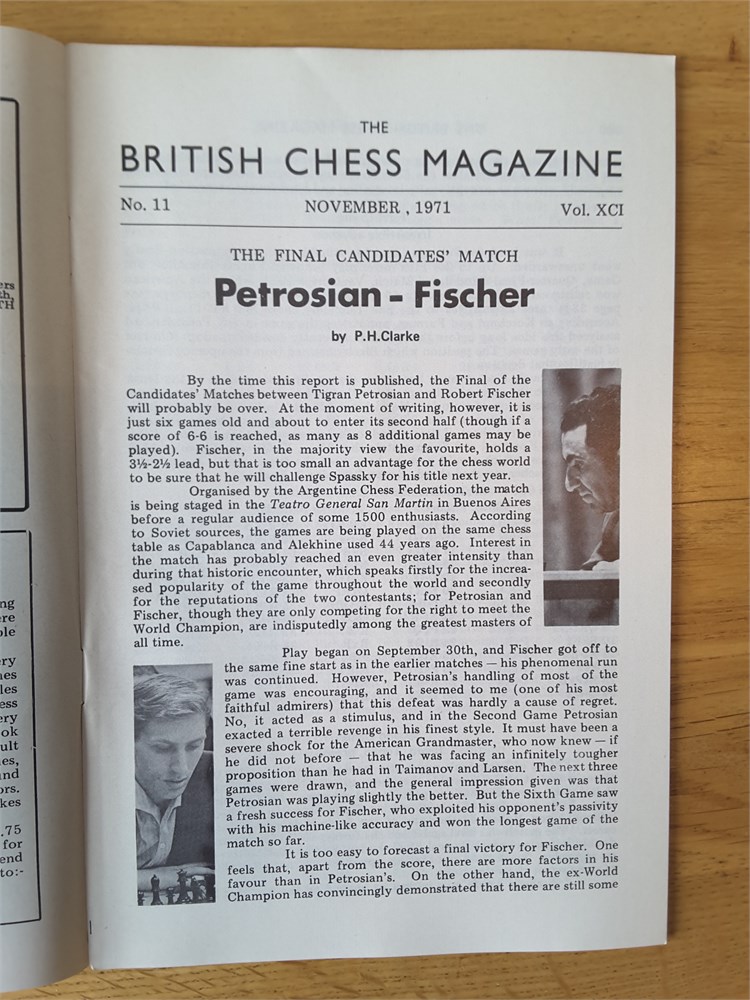 THE
BRITISH CHESS MAGAZINE
No. 11 NOVEMBER , 1971 Vol. XCI
THE FINAL CANDIDATES' MATCH
Petrosian - Fischer
by P.H.Clarke
By the time this report is published, the Final of the
Candidates' Matches between Tigran Petrosian and Robert Fischer
will probably be over. At the moment of writing, however, it is
just six games old and about to enter its second half (though if a
score of 6-6 is reached, as many as 8 additional games may be
played). Fischer, in the majority view the favourite, holds a
3½-2½ lead, but that is too small an advantage for the chess world
to be sure that he will challenge Spassky for his title next year.
Organised by the Argentine Chess Federation, the match
is being staged in the Teatro General San Martin in Buenos Aires
before a regular audience of some 1500 enthusiasts. According
to Soviet sources, the games are being played on the same chess
table as Capablanca and Alekhine used 44 years ago. Interest in
the match has probably reached an even greater intensity than
during that historic encounter, which speaks firstly for the increa-
sed popularity of the game throughout the world and secondly
for the reputations of the two contestants; for Petrosian and
Fischer, though they are only competing for the right to meet the
World Champion, are indisputably among the greatest masters of
all time.
Play began on September 30th, and Fischer got off to
the same fine start as in the earlier matches — his phenomenal run
was continued. However, Petrosian's handling of most of the
game was encouraging, and it seemed to me (one of his most
faithful admirers) that this defeat was hardly a cause of regret.
No, it acted as a stimulus, and in the Second Game Petrosian
exacted a terrible revenge in his finest style. It must have been a
severe shock for the American Grandmaster, who now knew — if
he did not before — that he was facing an infinitely tougher
proposition than he had in Taimanov and Larsen. The next three
games were drawn, and the general impression given was that
Petrosian was playing slightly the better. But the Sixth Game saw
a fresh success for Fischer, who exploited his opponent's passivity
with his machine-like accuracy and won the longest game of the
match so far.
It is too easy to forecast a final victory for Fischer. One
feels that, apart from the score, there are more factors in his
favour than in Petrosian's. On the other hand, the ex-World
Champion has convincingly demonstrated that there are still some